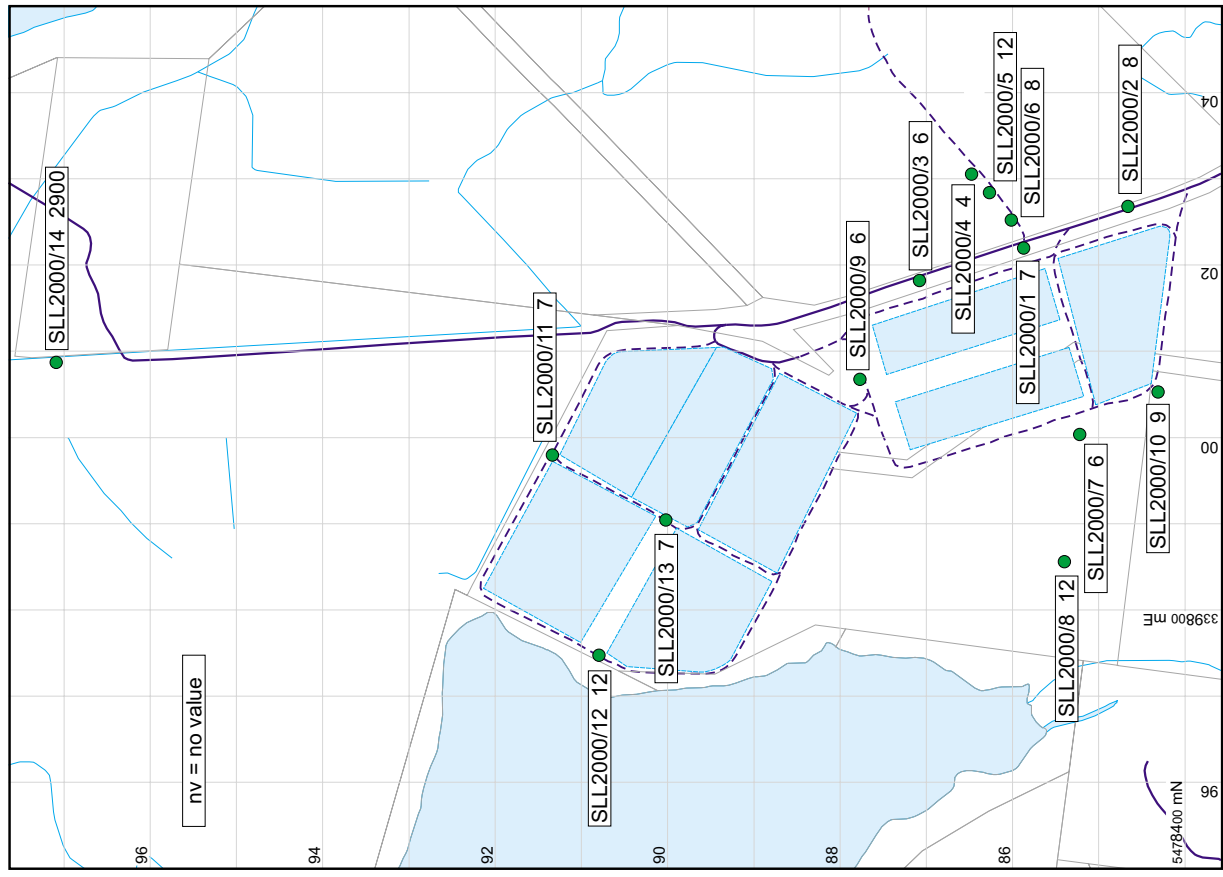 SLL2000/14 2900
SLL2000/11 7
SLL2000/9 6
SLL2000/3 6
SLL2000/4 4
SLL2000/5 12
SLL2000/6 8
SLL2000/2 8
SLL2000/1 7
SLL2000/13 7
SLL2000/12 12
SLL2000/7 6
SLL2000/10 9
SLL2000/8 12
nv = no value
96
94
92
90
88
86
5478400 mN
96
339800 mE
00
02
04